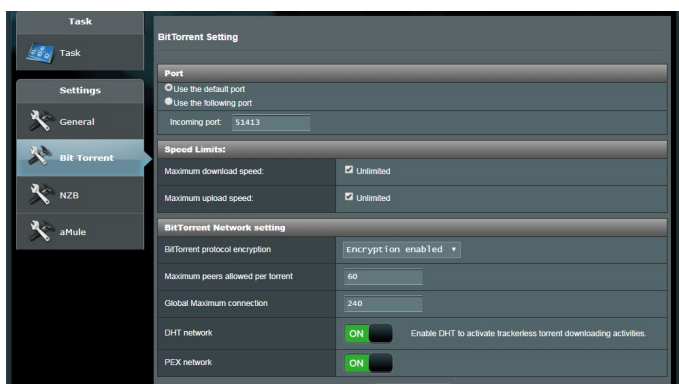 Task
Task
Settings
General
Bit Torrent
NZB
aMule
BitTorrent Setting
Port
Use the default port
Use the following port
Incoming port: 51413
Speed Limits:
Maximum download speed: Unlimited
Maximum upload speed: Unlimited
BitTorrent Network setting
BitTorrent protocol encryption Encryption enabled
Maximum peers allowed per torrent 60
Global Maximum connection 240
DHT network ON Enable DHT to activate trackerless torrent downloading activities.
PEX network ON